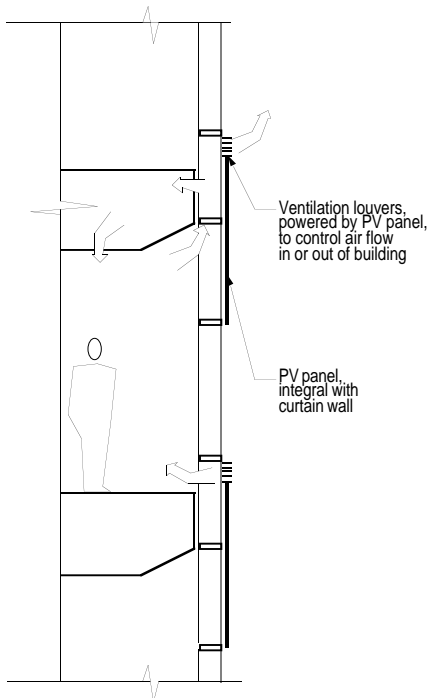 Ventilation louvers,
powered by PV panel,
to control air flow
in or out of building
PV panel,
integral with
curtain wall